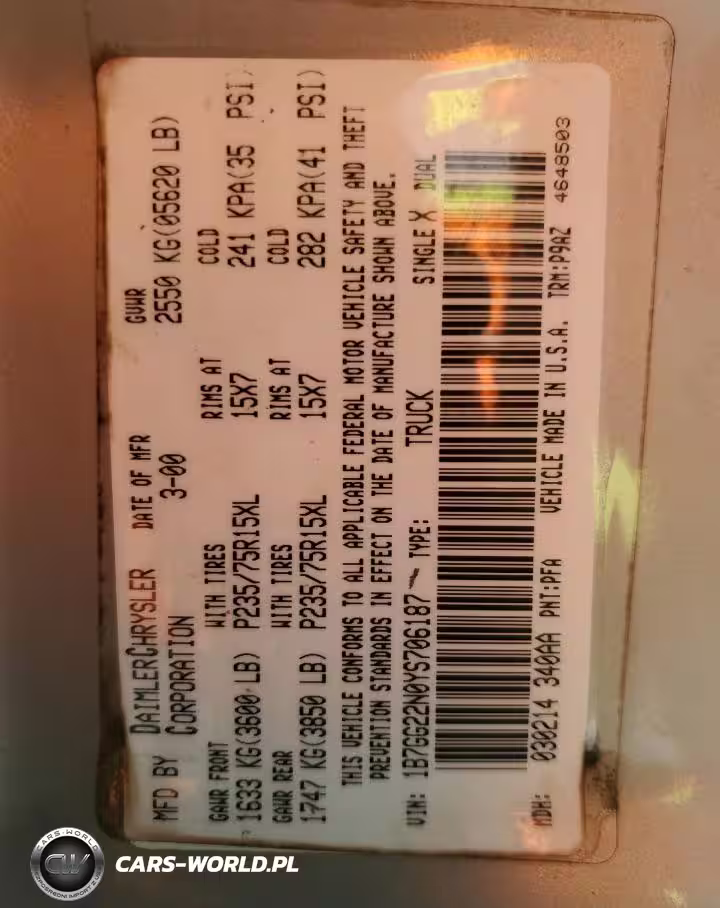 MFD BY DAIMLERCHRYSLER CORPORATION DATE OF MFR 3-00 GVWR 2550 KG(05620 LB)
GAWR FRONT WITH TIRES RIMS AT COLD
1633 KG(3600 LB) P235/75R15XL 15X7 241 KPA(35 PSI)
GAWR REAR WITH TIRES RIMS AT COLD
1747 KG(3850 LB) P235/75R15XL 15X7 282 KPA(41 PSI)
THIS VEHICLE CONFORMS TO ALL APPLICABLE FEDERAL MOTOR VEHICLE SAFETY AND THEFT
PREVENTION STANDARDS IN EFFECT ON THE DATE OF MANUFACTURE SHOWN ABOVE.
VIN: 1B7GG22N0YS706187 TYPE: TRUCK SINGLE X DUAL
MDH: 030214 340AA PNT:PFA VEHICLE MADE IN U.S.A. TRM:P9AZ 4648503
CARS-WORLD
CW
CARS-WORLD.PL